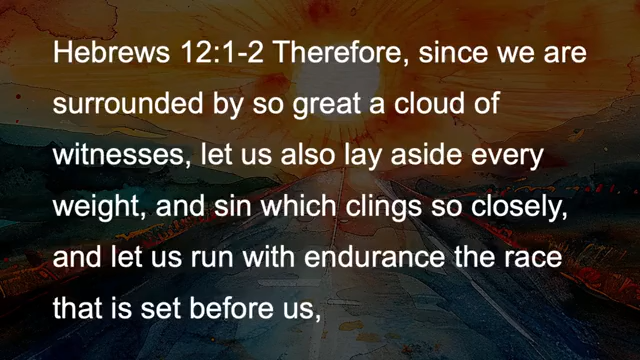 Hebrews 12:1-2 Therefore, since we are
surrounded by so great a cloud of
witnesses, let us also lay aside every
weight, and sin which clings so closely,
and let us run with endurance the race
that is set before us,